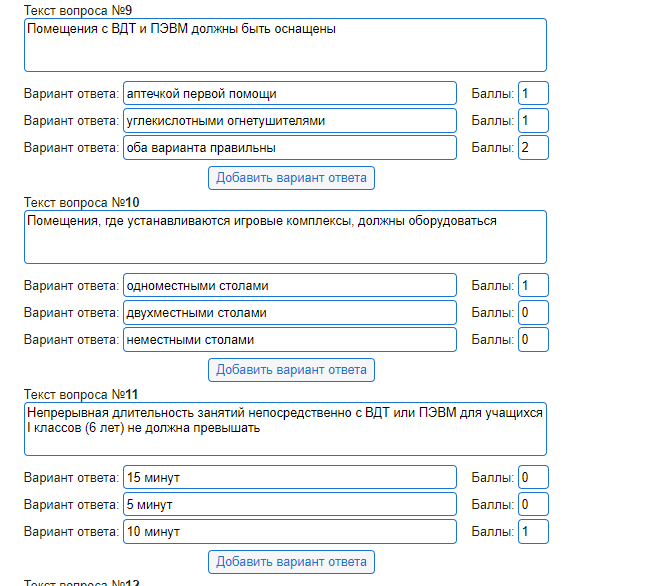 Текст вопроса №9
Помещения с ВДТ и ПЭВМ должны быть оснащены
Вариант ответа: аптечкой первой помощи Баллы: 1
Вариант ответа: углекислотными огнетушителями Баллы: 1
Вариант ответа: оба варианта правильны Баллы: 2
Добавить вариант ответа
Текст вопроса №10
Помещения, где устанавливаются игровые комплексы, должны оборудоваться
Вариант ответа: одноместными столами Баллы: 1
Вариант ответа: двухместными столами Баллы: 0
Вариант ответа: неместными столами Баллы: 0
Добавить вариант ответа
Текст вопроса №11
Непрерывная длительность занятий непосредственно с ВДТ или ПЭВМ для учащихся
I классов (6 лет) не должна превышать
Вариант ответа: 15 минут Баллы: 0
Вариант ответа: 5 минут Баллы: 0
Вариант ответа: 10 минут Баллы: 1
Добавить вариант ответа
Текст вопроса №12